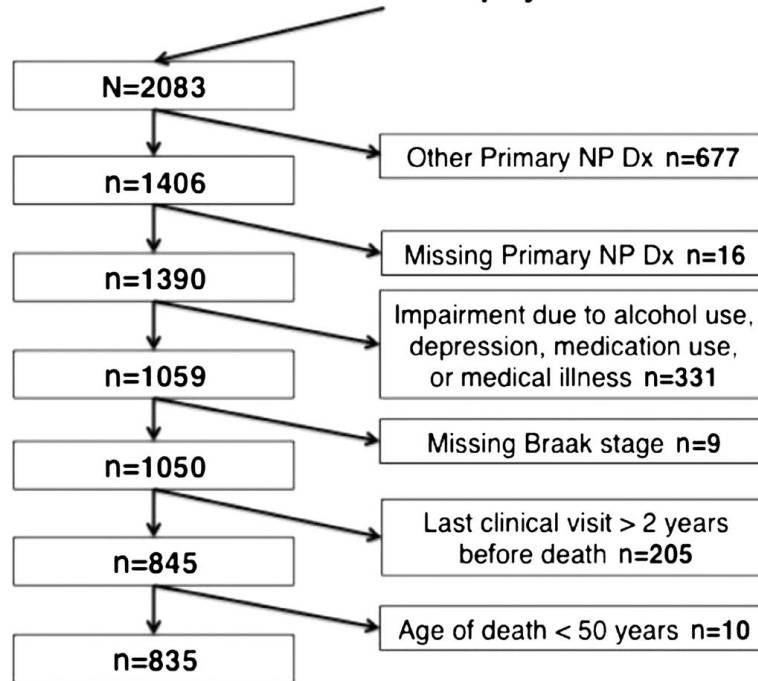 N=2083
Other Primary NP Dx n=677
n=1406
Missing Primary NP Dx n=16
n=1390
Impairment due to alcohol use,
depression, medication use,
or medical illness n=331
n=1059
Missing Braak stage n=9
n=1050
Last clinical visit > 2 years
before death n=205
n=845
Age of death < 50 years n=10
n=835